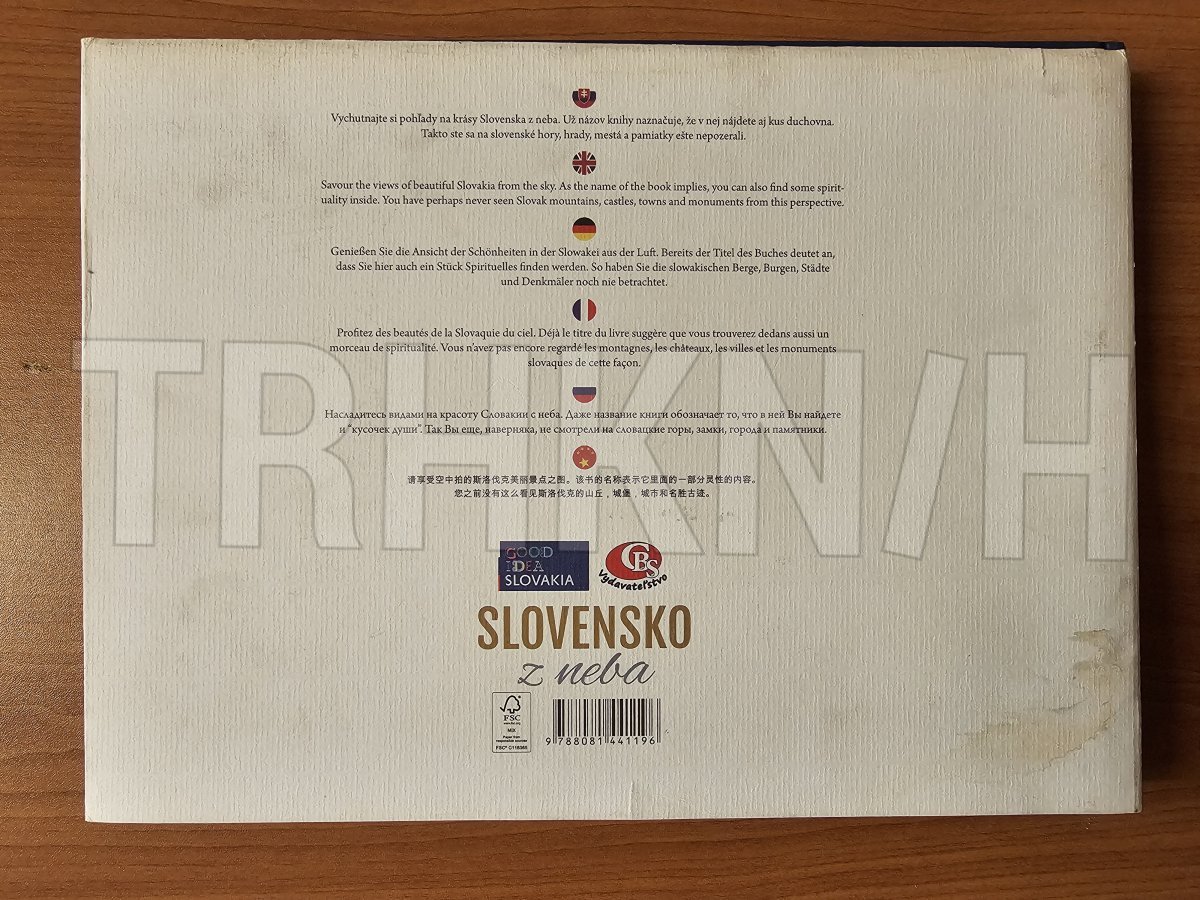 Vychutnajte si pohľady na krásy Slovenska z neba. Už názov knihy naznačuje, že v nej nájdete aj kus duchovna.
Takto ste sa na slovenské hory, hrady, mestá a pamiatky ešte nepozerali.
Savour the views of beautiful Slovakia from the sky. As the name of the book implies, you can also find some spirit-
uality inside. You have perhaps never seen Slovak mountains, castles, towns and monuments from this perspective.
Genießen Sie die Ansicht der Schönheiten in der Slowakei aus der Luft. Bereits der Titel des Buches deutet an,
dass Sie hier auch ein Stück Spirituelles finden werden. So haben Sie die slowakischen Berge, Burgen, Städte
und Denkmäler noch nie betrachtet.
Profitez des beautés de la Slovaquie du ciel. Déjà le titre du livre suggère que vous trouverez dedans aussi un
morceau de spiritualité. Vous n'avez pas encore regardé les montagnes, les châteaux, les villes et les monuments
slovaques de cette façon.
TRHKN/H
Насладитесь видами на красоту Словакии с неба. Даже название книги обозначает то, что в ней Вы найдете
и "кусочек души". Так Вы еще, наверняка, не смотрели на словацкие горы, замки, города и памятники.
请享受空中拍的斯洛伐克美丽景点之图。该书的名称表示它里面的一部分灵性的内容。
您之前没有这么看见斯洛伐克的山丘，城堡，城市和名胜古迹。
GOOD
IDEA
SLOVAKIA
CBS
Vydavateľstvo
SLOVENSKO
z neba
FSC
www.fsc.org
MIX
Paper from
responsible sources
FSC® C118365
9 788081 441196